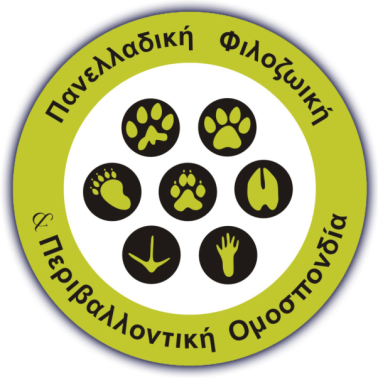 Πανελλαδική Φιλοζωική
& Περιβαλλοντική Ομοσπονδία